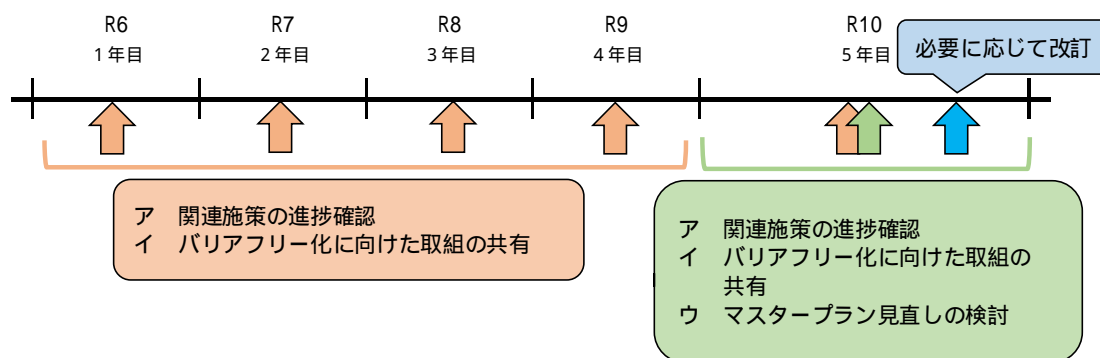 R6
1年目
R7
2年目
R8
3年目
R9
4年目
R10
5年目
必要に応じて改訂
ア 関連施策の進捗確認
イ バリアフリー化に向けた取組の共有
ア 関連施策の進捗確認
イ バリアフリー化に向けた取組の
共有
ウ マスタープラン見直しの検討